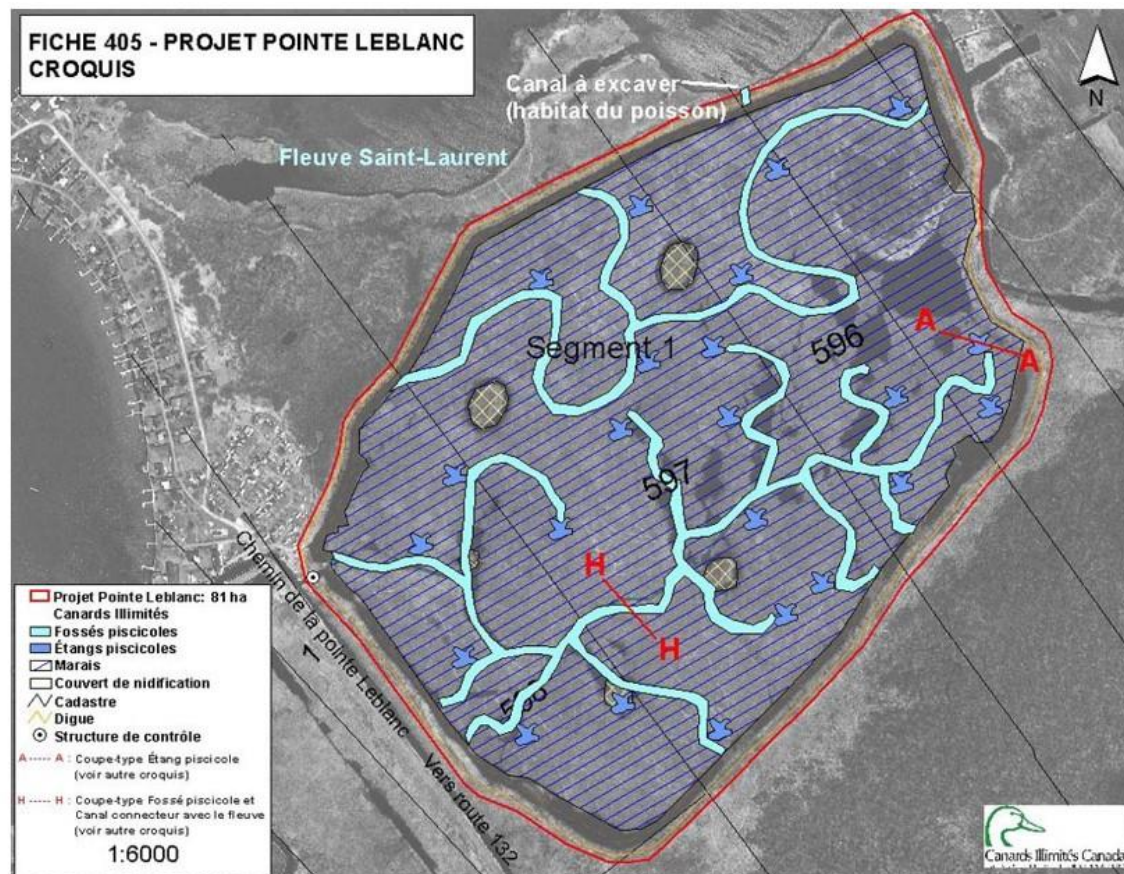 FICHE 405 - PROJET POINTE LEBLANC
CROQUIS
Canal à excaver
(habitat du poisson)
N
Fleuve Saint-Laurent
Segment 1
596
A
A
597
H
H
598
Chemin de la pointe Leblanc
1
Vers route 132
Projet Pointe Leblanc: 81 ha
Canards Illimités
Fossés piscicoles
Étangs piscicoles
Marais
Couvert de nidification
Cadastre
Digue
Structure de contrôle
A ----- A : Coupe-type Étang piscicole
(voir autre croquis)
H ----- H : Coupe-type Fossé piscicole et
Canal connecteur avec le fleuve
(voir autre croquis)
1:6000
Canards Illimités Canada